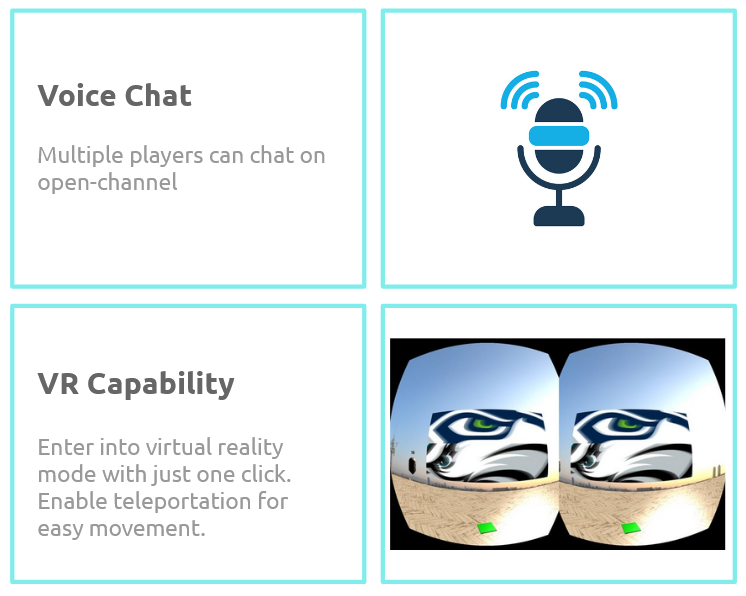 Voice Chat
Multiple players can chat on
open-channel
VR Capability
Enter into virtual reality
mode with just one click.
Enable teleportation for
easy movement.